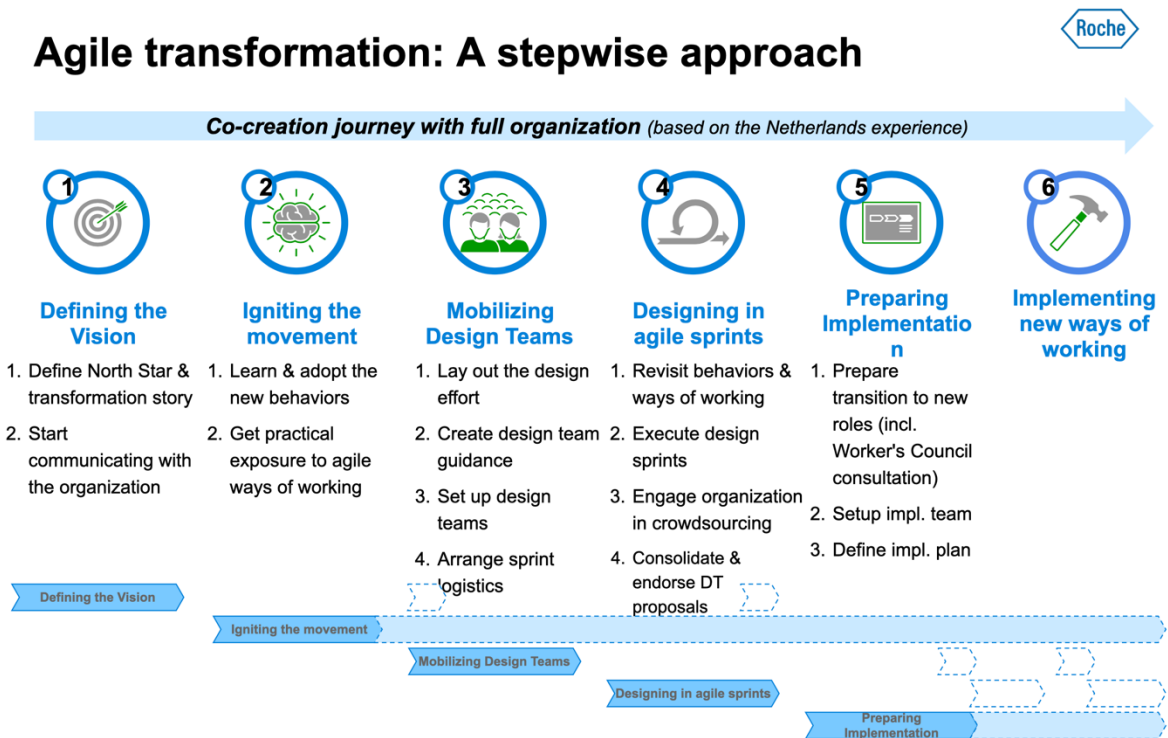 Roche
Agile transformation: A stepwise approach
Co-creation journey with full organization (based on the Netherlands experience)
1
2
3
4
5
6
Defining the
Vision
1. Define North Star &
transformation story
2. Start
communicating with
the organization
Igniting the
movement
1. Learn & adopt the
new behaviors
2. Get practical
exposure to agile
ways of working
Mobilizing
Design Teams
1. Lay out the design
effort
2. Create design team
guidance
3. Set up design
teams
4. Arrange sprint
logistics
Designing in
agile sprints
1. Revisit behaviors &
ways of working
2. Execute design
sprints
3. Engage organization
in crowdsourcing
4. Consolidate &
endorse DT
proposals
Preparing
Implementatio
n
1. Prepare
transition to new
roles (incl.
Worker's Council
consultation)
2. Setup impl. team
3. Define impl. plan
Implementing
new ways of
working
Defining the Vision
Igniting the movement
Mobilizing Design Teams
Designing in agile sprints
Preparing
Implementation